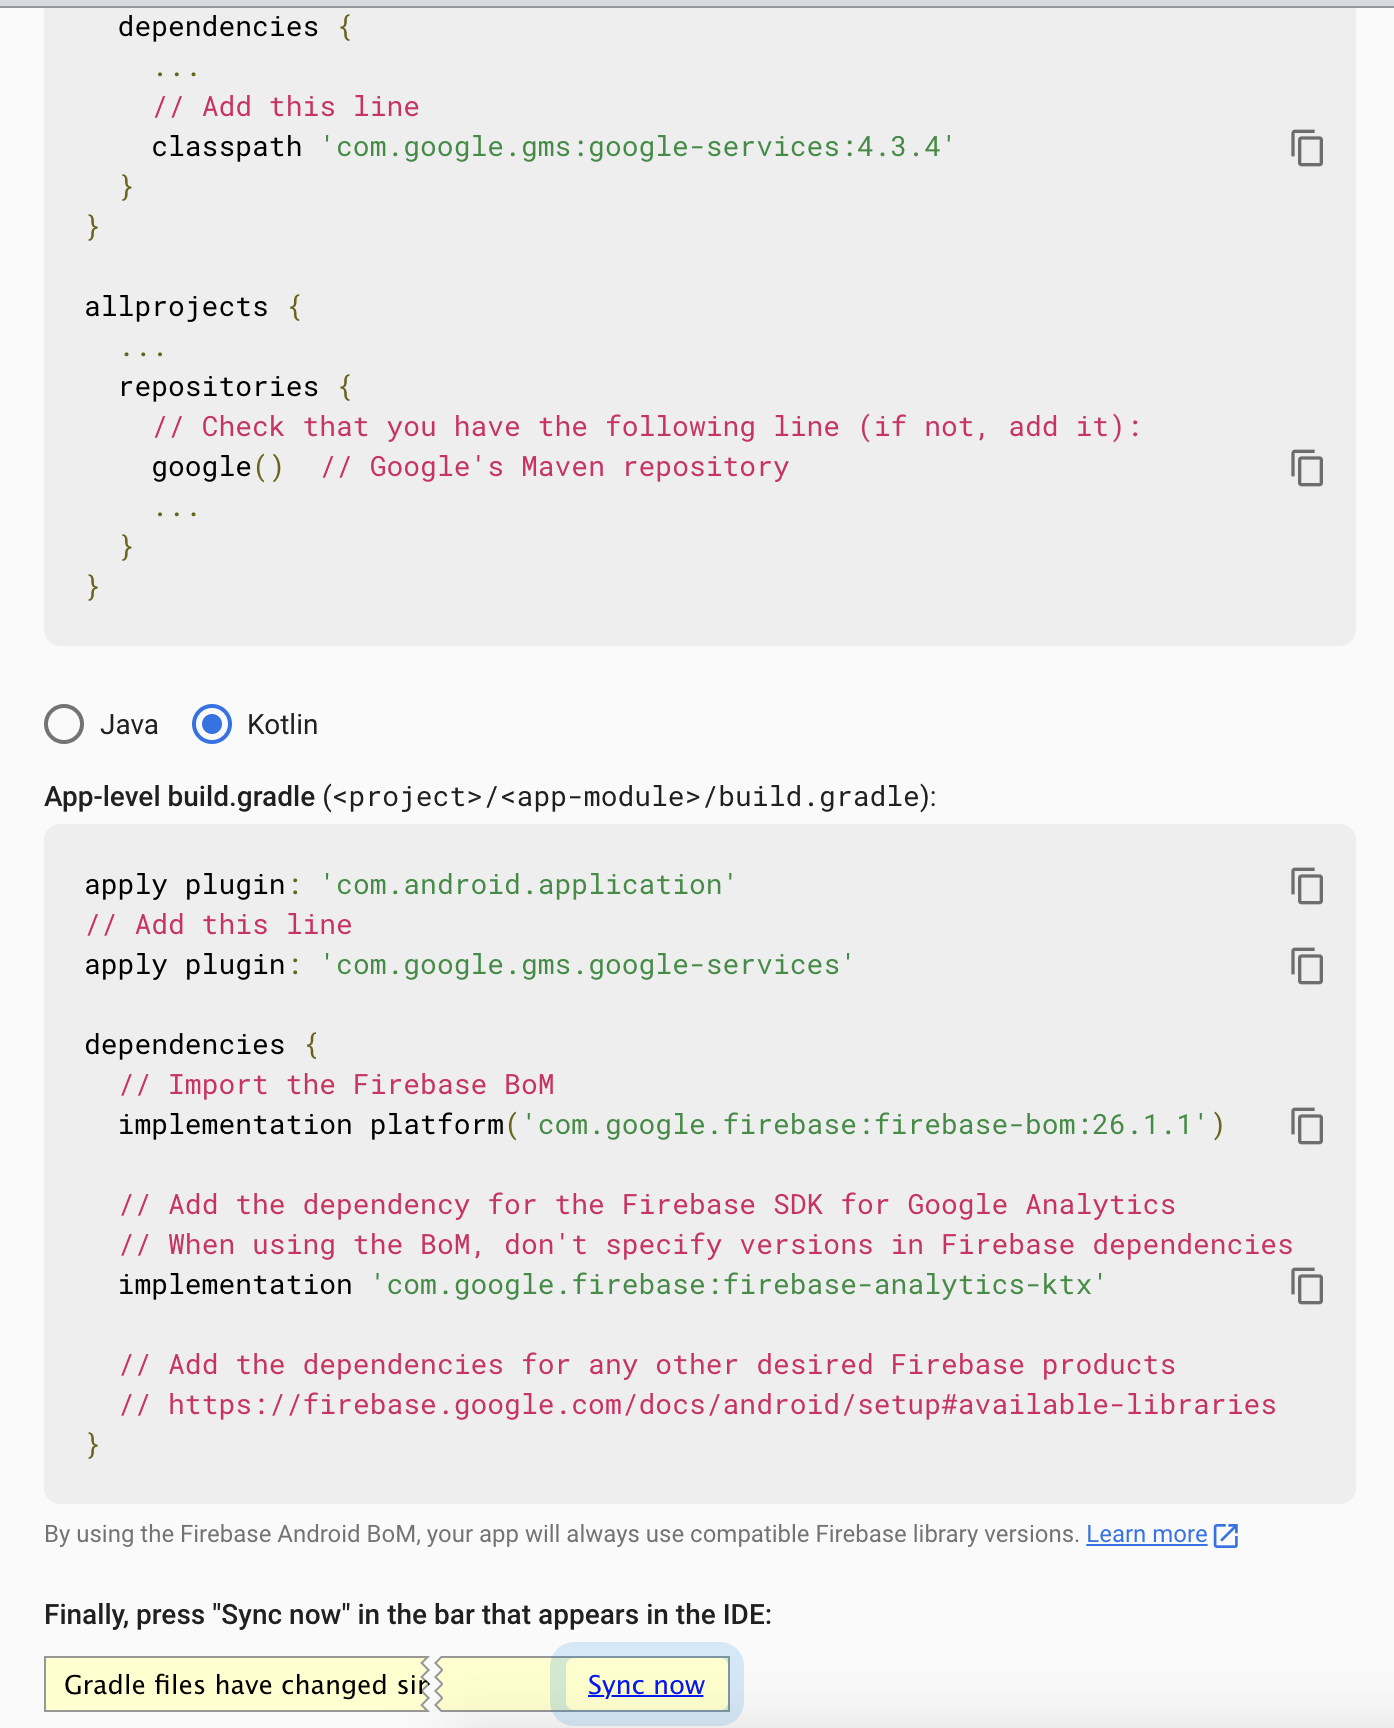 dependencies {
...
// Add this line
classpath 'com.google.gms:google-services:4.3.4'
}
}
allprojects {
...
repositories {
// Check that you have the following line (if not, add it):
google() // Google's Maven repository
...
}
}
Java Kotlin
App-level build.gradle (<project>/<app-module>/build.gradle):
apply plugin: 'com.android.application'
// Add this line
apply plugin: 'com.google.gms.google-services'
dependencies {
// Import the Firebase BoM
implementation platform('com.google.firebase:firebase-bom:26.1.1')
// Add the dependency for the Firebase SDK for Google Analytics
// When using the BoM, don't specify versions in Firebase dependencies
implementation 'com.google.firebase:firebase-analytics-ktx'
// Add the dependencies for any other desired Firebase products
// https://firebase.google.com/docs/android/setup#available-libraries
}
By using the Firebase Android BoM, your app will always use compatible Firebase library versions. Learn more
Finally, press "Sync now" in the bar that appears in the IDE:
Gradle files have changed Sync now